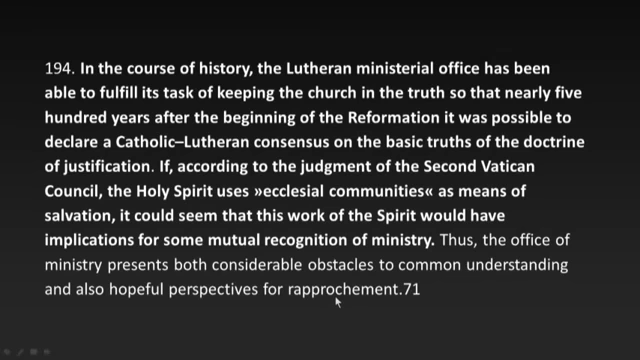 194. In the course of history, the Lutheran ministerial office has been
able to fulfill its task of keeping the church in the truth so that nearly five
hundred years after the beginning of the Reformation it was possible to
declare a Catholic–Lutheran consensus on the basic truths of the doctrine
of justification. If, according to the judgment of the Second Vatican
Council, the Holy Spirit uses »ecclesial communities« as means of
salvation, it could seem that this work of the Spirit would have
implications for some mutual recognition of ministry. Thus, the office of
ministry presents both considerable obstacles to common understanding
and also hopeful perspectives for rapprochement.71